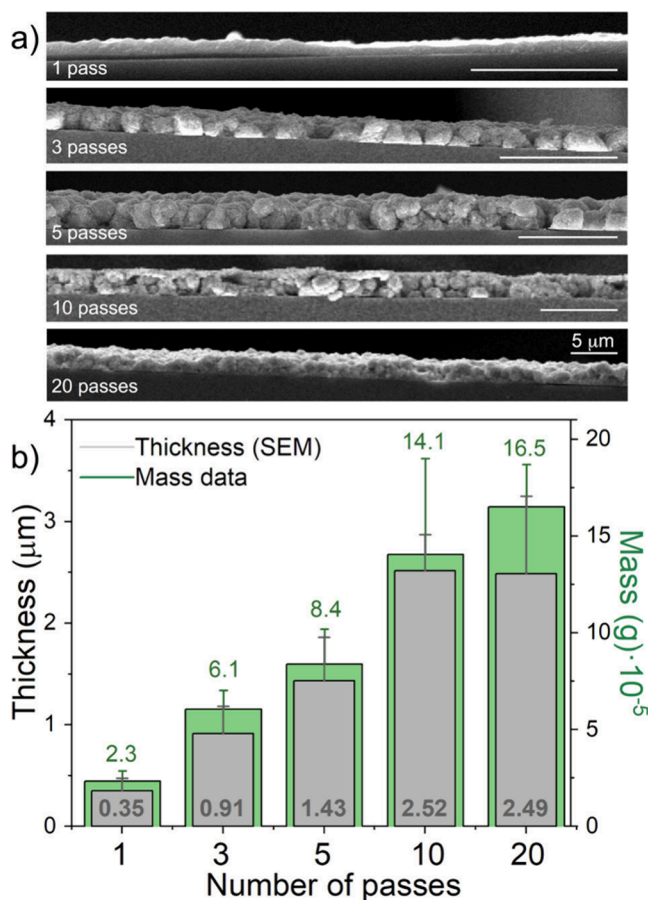 a)
1 pass
3 passes
5 passes
10 passes
5 μm
20 passes
b)
Thickness (SEM)
Mass data
Thickness (μm)
Mass (g)·10⁻⁵
4
3
2
1
0
20
15
10
5
0
2.3
6.1
8.4
14.1
16.5
0.35
0.91
1.43
2.52
2.49
1
3
5
10
20
Number of passes